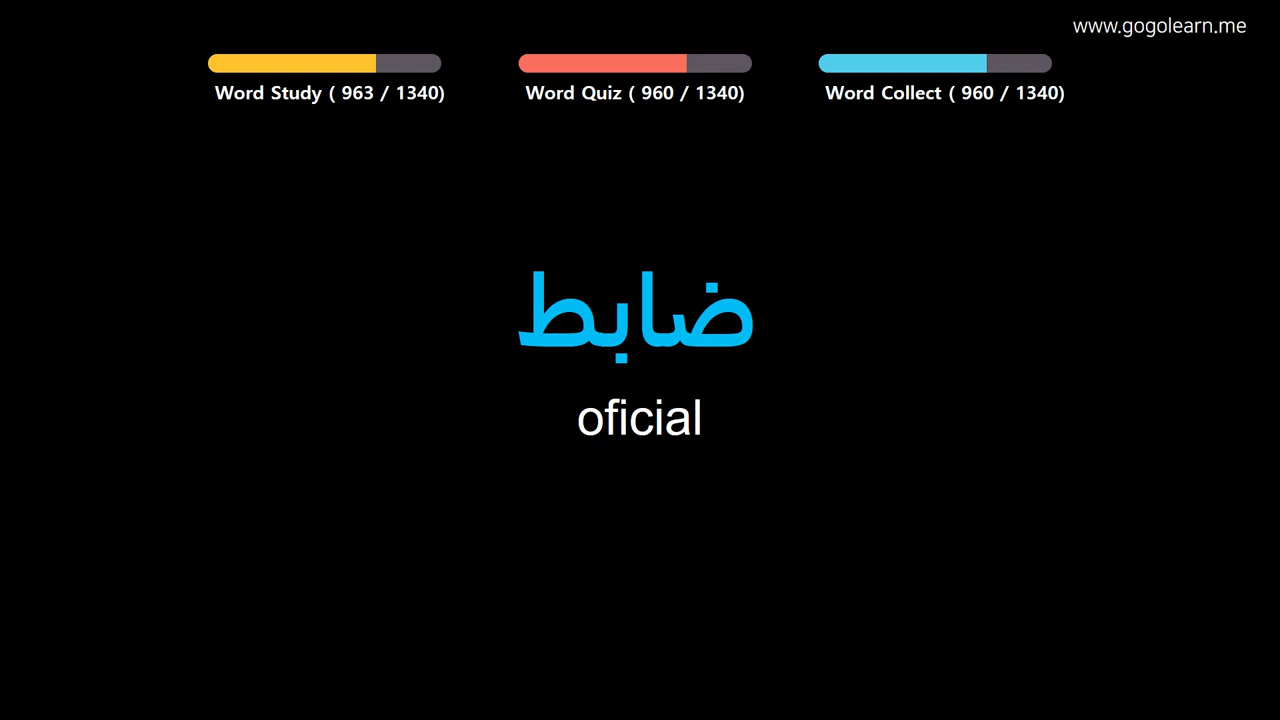 www.gogolearn.me
Word Study ( 963 / 1340)
Word Quiz ( 960 / 1340)
Word Collect ( 960 / 1340)
ضابط
oficial